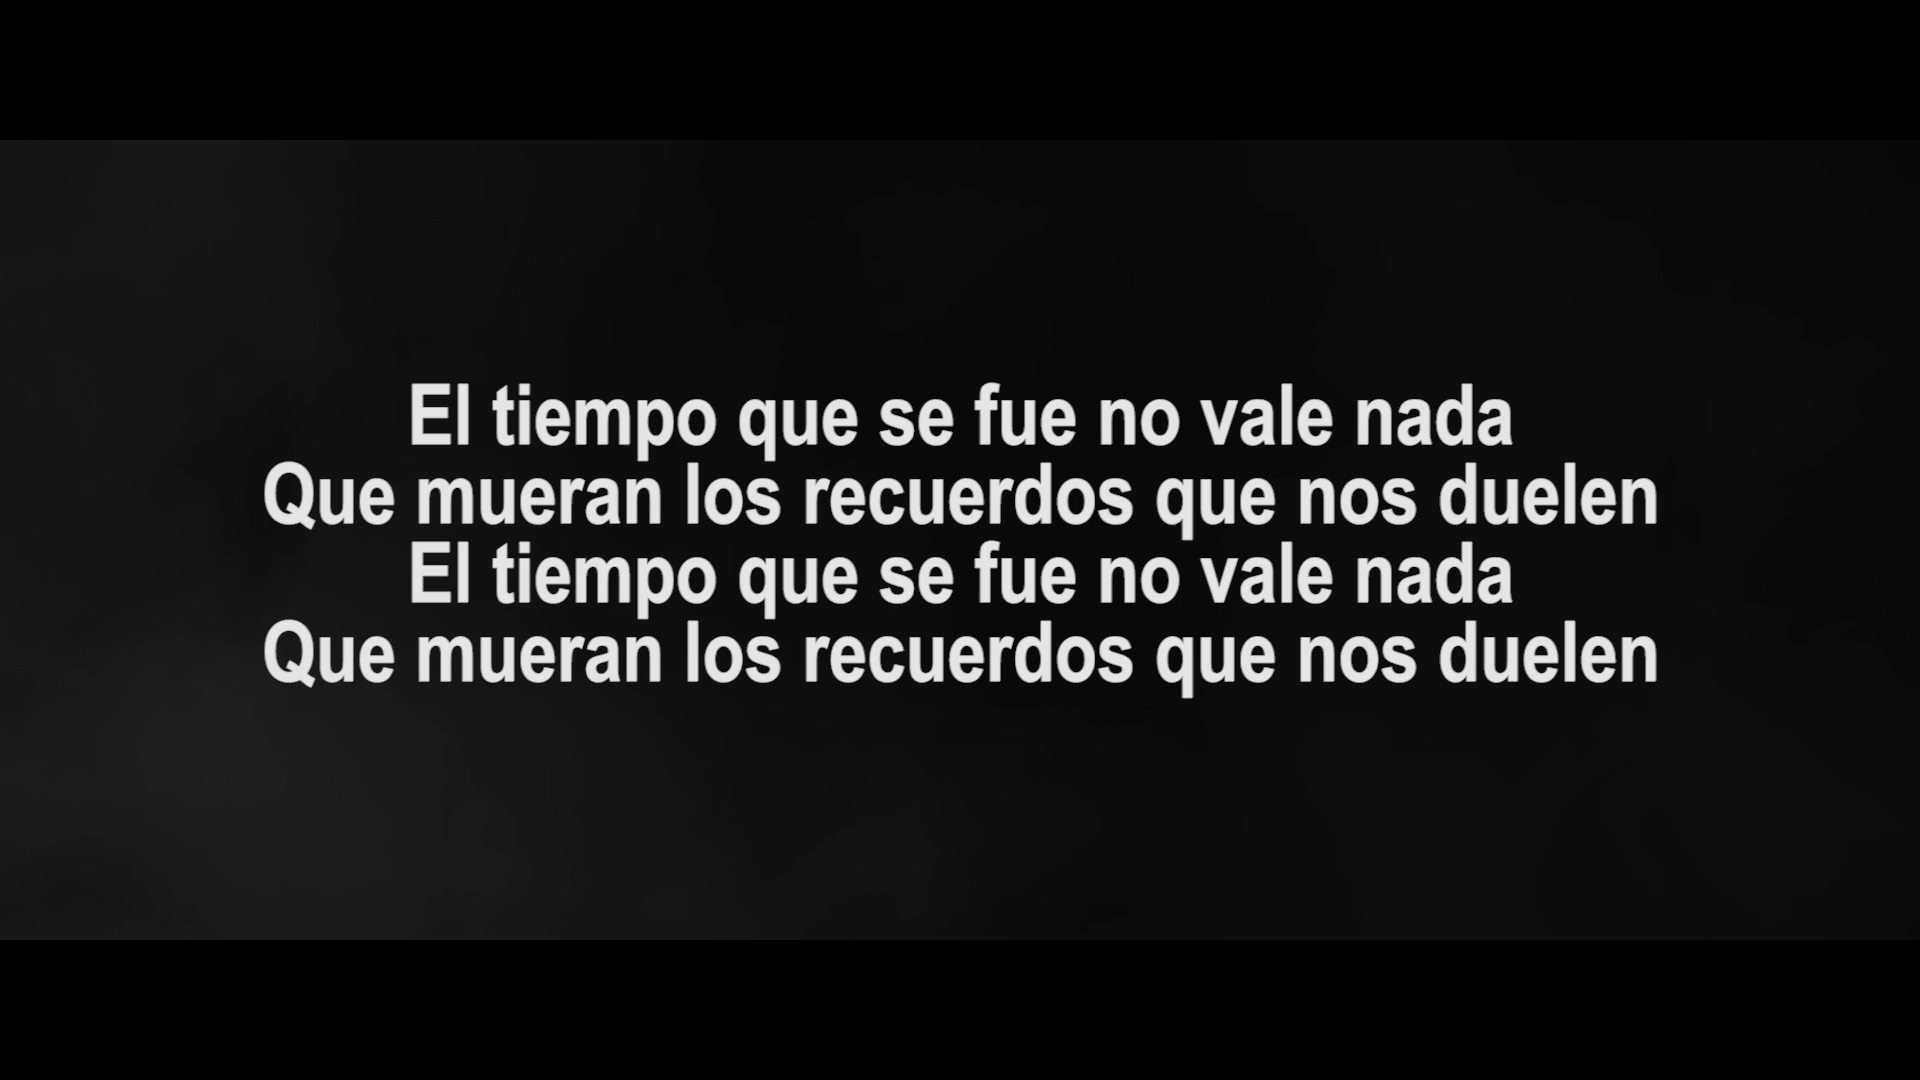 El tiempo que se fue no vale nada
Que mueran los recuerdos que nos duelen
El tiempo que se fue no vale nada
Que mueran los recuerdos que nos duelen